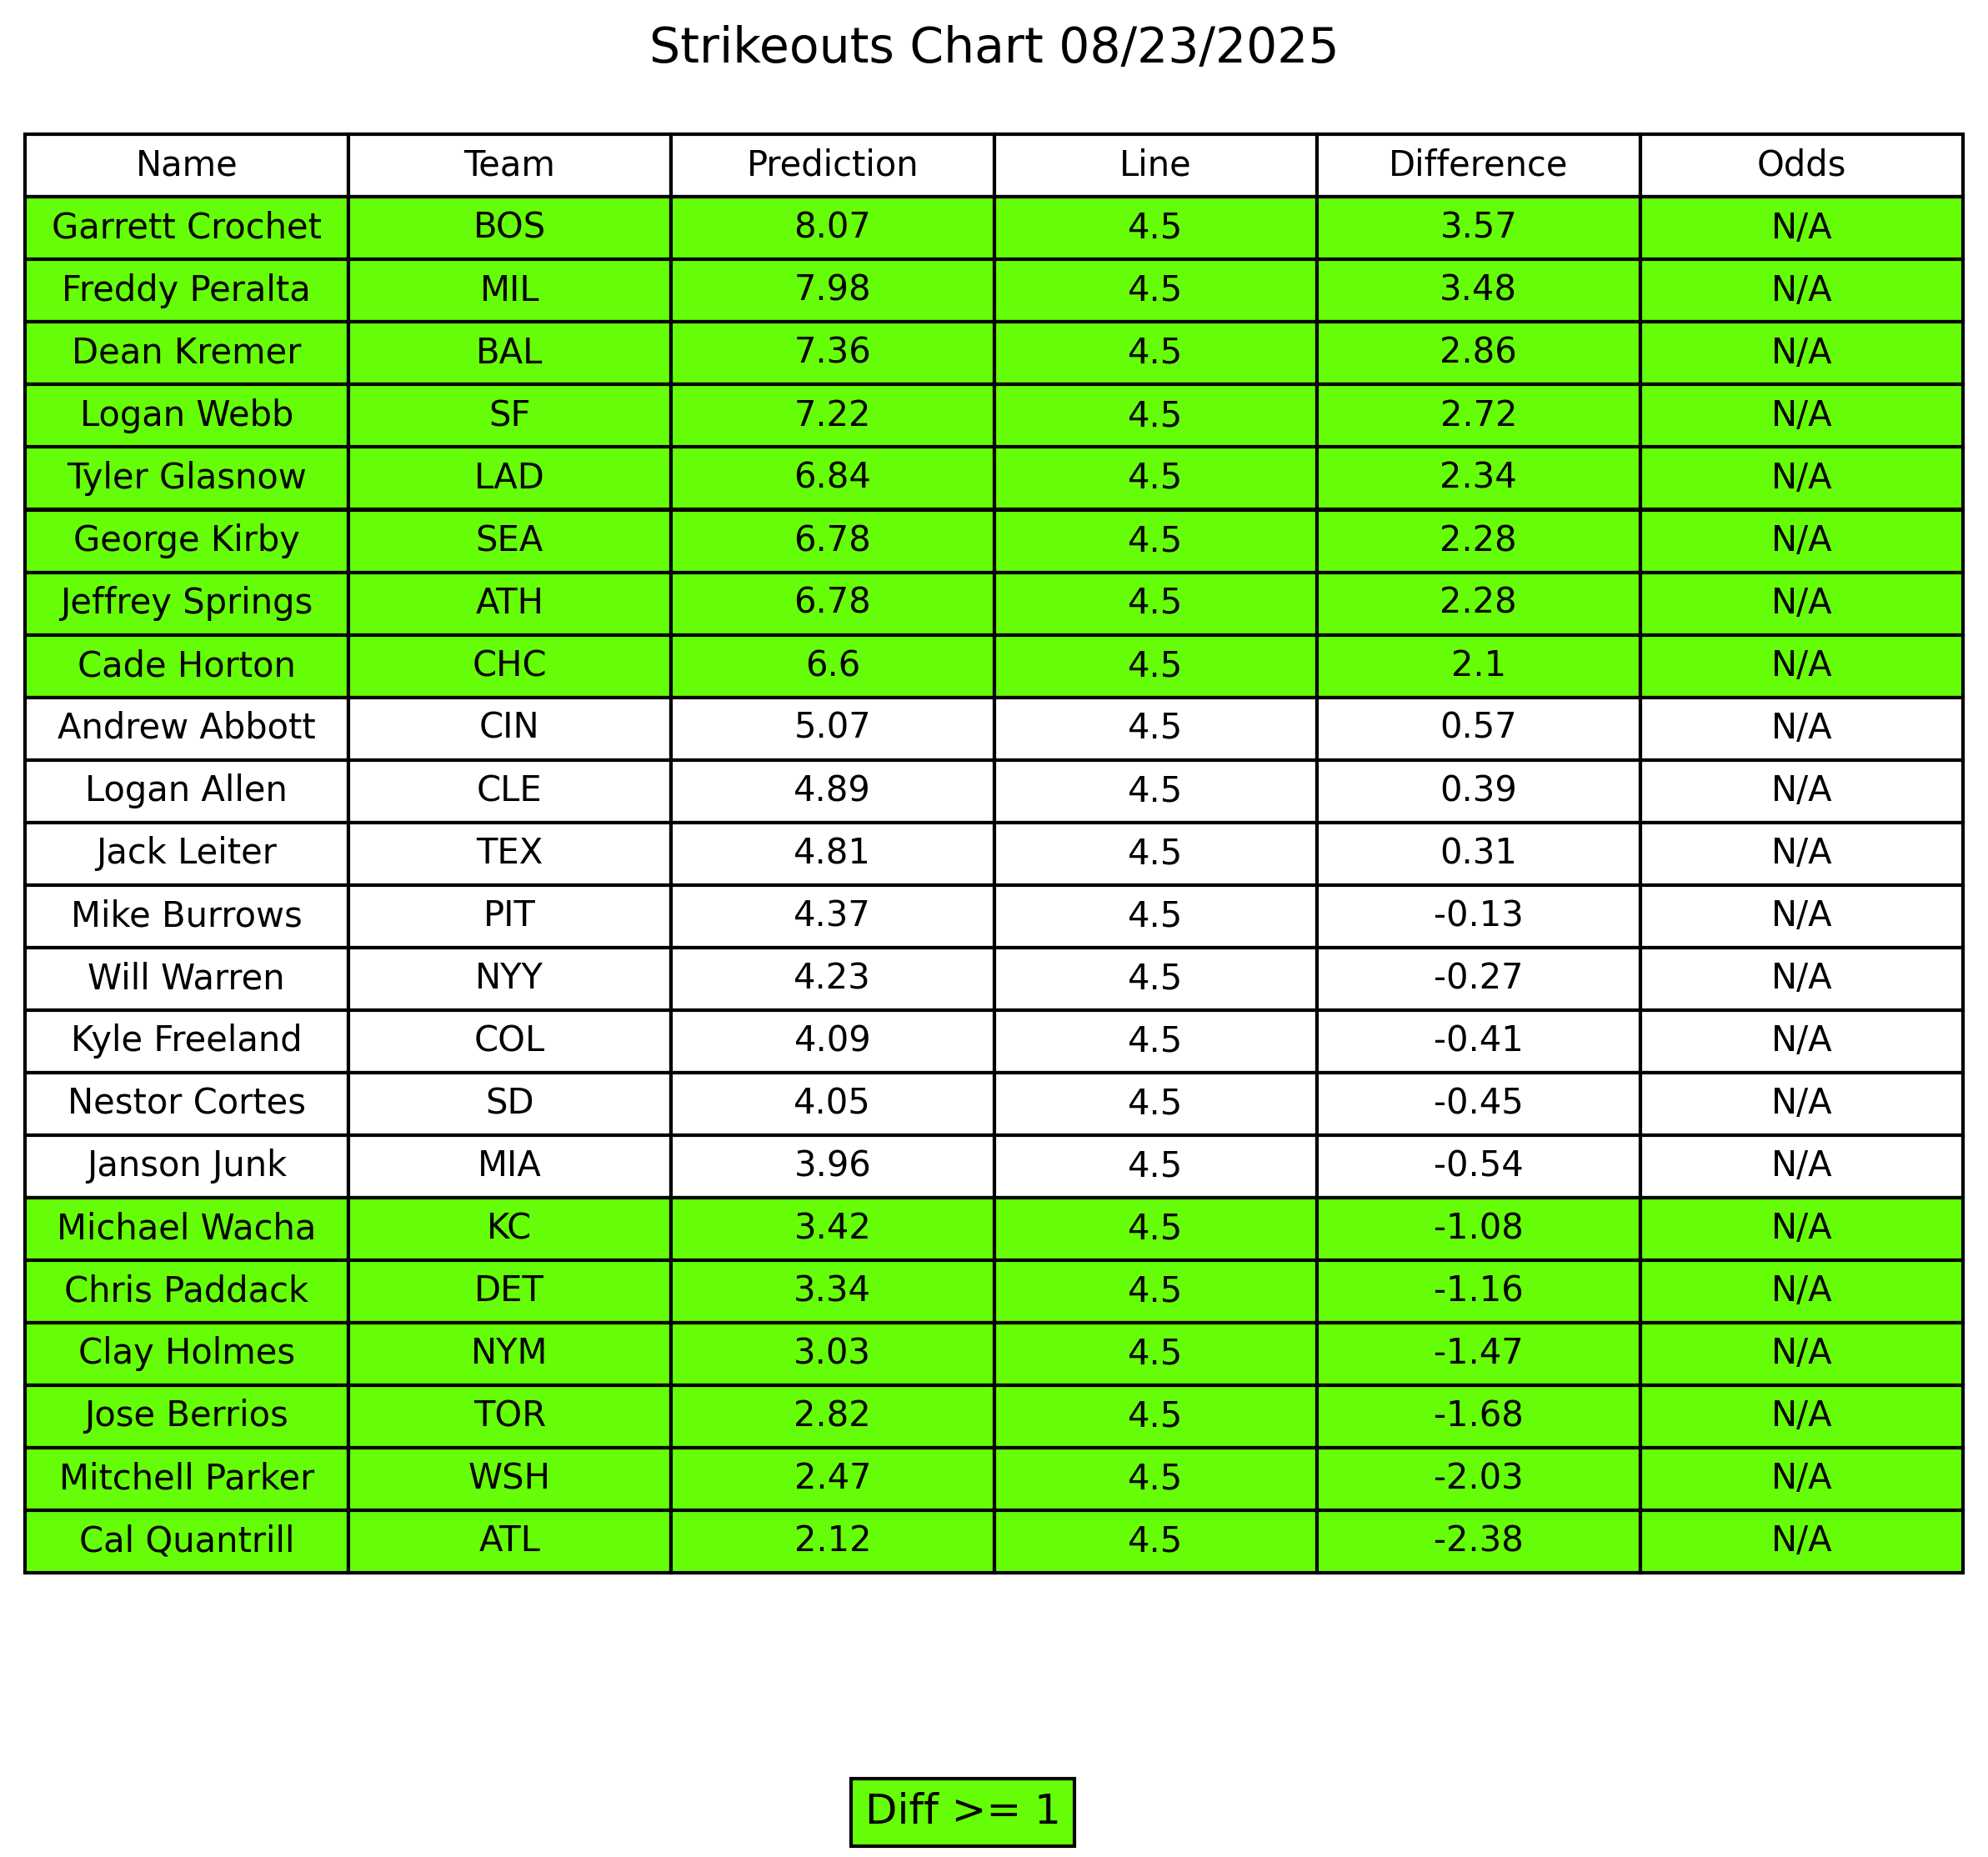 Strikeouts Chart 08/23/2025
Name Team Prediction Line Difference Odds
Garrett Crochet BOS 8.07 4.5 3.57 N/A
Freddy Peralta MIL 7.98 4.5 3.48 N/A
Dean Kremer BAL 7.36 4.5 2.86 N/A
Logan Webb SF 7.22 4.5 2.72 N/A
Tyler Glasnow LAD 6.84 4.5 2.34 N/A
George Kirby SEA 6.78 4.5 2.28 N/A
Jeffrey Springs ATH 6.78 4.5 2.28 N/A
Cade Horton CHC 6.6 4.5 2.1 N/A
Andrew Abbott CIN 5.07 4.5 0.57 N/A
Logan Allen CLE 4.89 4.5 0.39 N/A
Jack Leiter TEX 4.81 4.5 0.31 N/A
Mike Burrows PIT 4.37 4.5 -0.13 N/A
Will Warren NYY 4.23 4.5 -0.27 N/A
Kyle Freeland COL 4.09 4.5 -0.41 N/A
Nestor Cortes SD 4.05 4.5 -0.45 N/A
Janson Junk MIA 3.96 4.5 -0.54 N/A
Michael Wacha KC 3.42 4.5 -1.08 N/A
Chris Paddack DET 3.34 4.5 -1.16 N/A
Clay Holmes NYM 3.03 4.5 -1.47 N/A
Jose Berrios TOR 2.82 4.5 -1.68 N/A
Mitchell Parker WSH 2.47 4.5 -2.03 N/A
Cal Quantrill ATL 2.12 4.5 -2.38 N/A
Diff >= 1